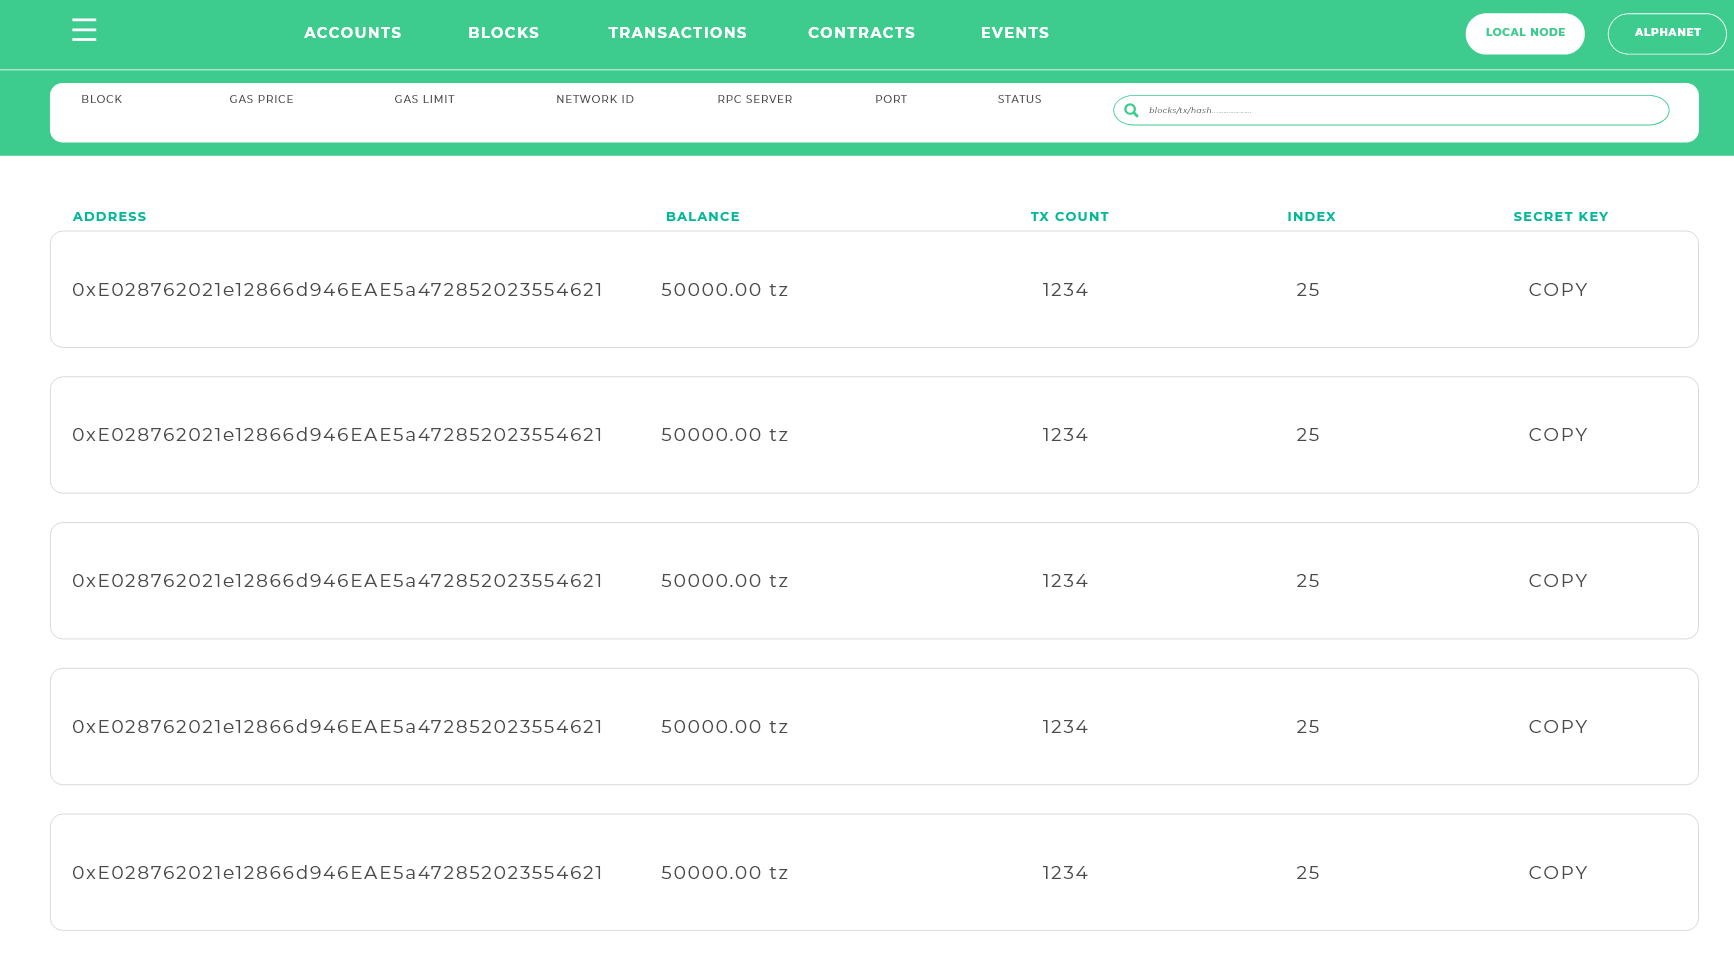 ACCOUNTS BLOCKS TRANSACTIONS CONTRACTS EVENTS LOCAL NODE ALPHANET
BLOCK GAS PRICE GAS LIMIT NETWORK ID RPC SERVER PORT STATUS blocks/tx/hash....................
ADDRESS BALANCE TX COUNT INDEX SECRET KEY
0xE028762021e12866d946EAE5a472852023554621 50000.00 tz 1234 25 COPY
0xE028762021e12866d946EAE5a472852023554621 50000.00 tz 1234 25 COPY
0xE028762021e12866d946EAE5a472852023554621 50000.00 tz 1234 25 COPY
0xE028762021e12866d946EAE5a472852023554621 50000.00 tz 1234 25 COPY
0xE028762021e12866d946EAE5a472852023554621 50000.00 tz 1234 25 COPY